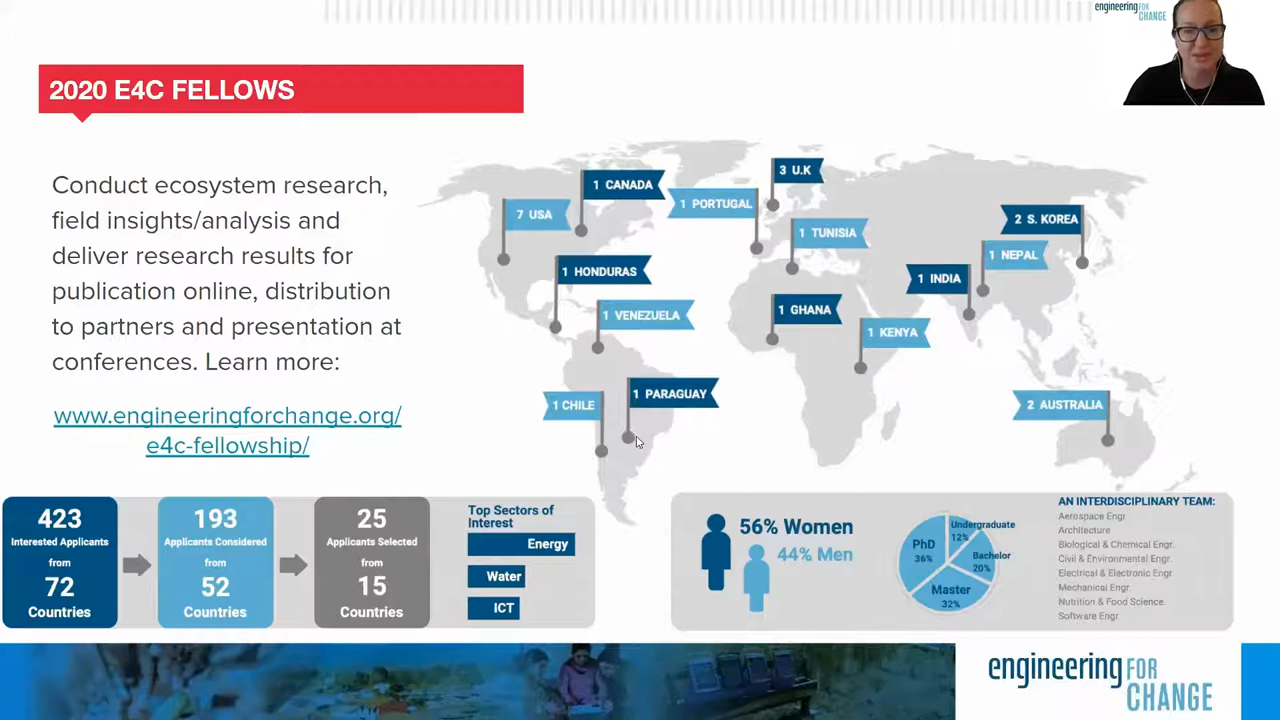 engineering FOR
CHANGE
2020 E4C FELLOWS
Conduct ecosystem research,
field insights/analysis and
deliver research results for
publication online, distribution
to partners and presentation at
conferences. Learn more:
www.engineeringforchange.org/
e4c-fellowship/
3 U.K
1 CANADA
1 PORTUGAL
7 USA
2 S. KOREA
1 TUNISIA
1 NEPAL
1 HONDURAS
1 INDIA
1 GHANA
1 VENEZUELA
1 KENYA
1 PARAGUAY
1 CHILE
2 AUSTRALIA
423
Interested Applicants
from
72
Countries
193
Applicants Considered
from
52
Countries
25
Applicants Selected
from
15
Countries
Top Sectors of
Interest
Energy
Water
ICT
56% Women
44% Men
Undergraduate
12%
PhD
36%
Bachelor
20%
Master
32%
AN INTERDISCIPLINARY TEAM:
Aerospace Engr
Architecture
Biological & Chemical Engr.
Civil & Environmental Engr.
Electrical & Electronic Engr
Mechanical Engr
Nutrition & Food Science.
Software Engr
engineering FOR
CHANGE